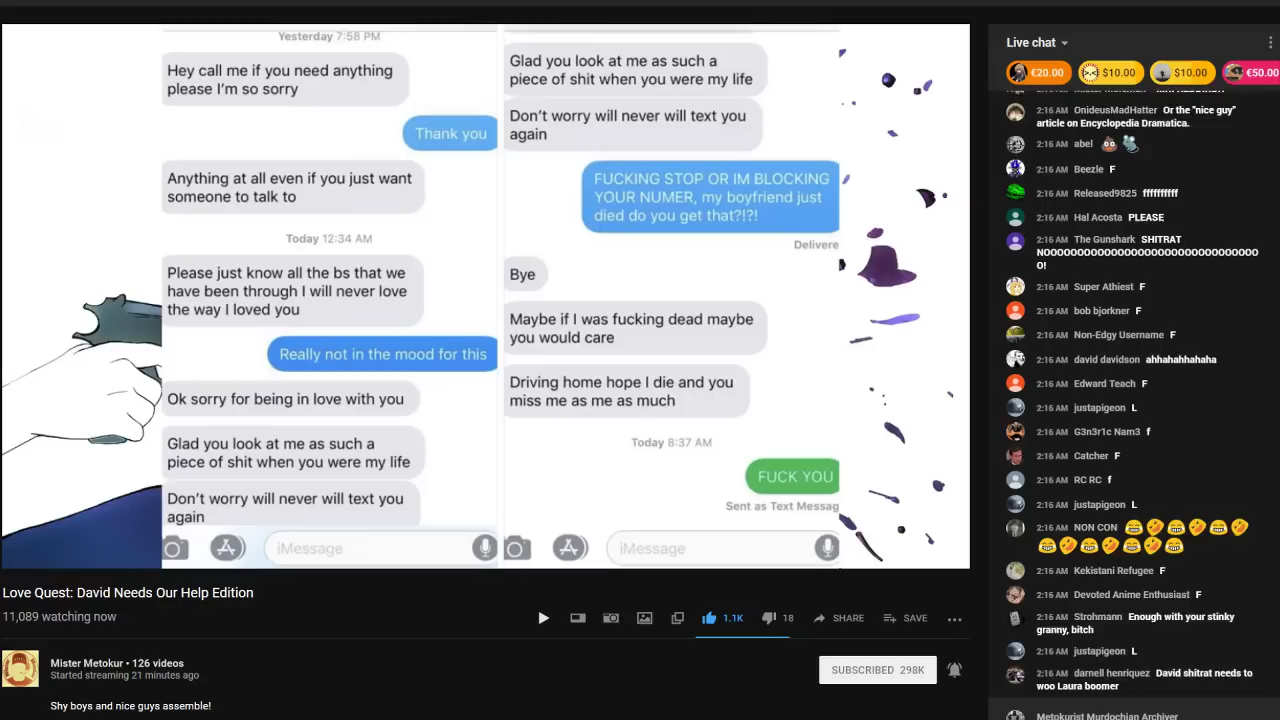 Yesterday 7:58 PM
Hey call me if you need anything
please I'm so sorry
Thank you
Anything at all even if you just want
someone to talk to
Today 12:34 AM
Please just know all the bs that we
have been through I will never love
the way I loved you
Really not in the mood for this
Ok sorry for being in love with you
Glad you look at me as such a
piece of shit when you were my life
Don't worry will never will text you
again
iMessage
Glad you look at me as such a
piece of shit when you were my life
Don't worry will never will text you
again
FUCKING STOP OR IM BLOCKING
YOUR NUMER, my boyfriend just
died do you get that?!?!
Delivere
Bye
Maybe if I was fucking dead maybe
you would care
Driving home hope I die and you
miss me as me as much
Today 8:37 AM
FUCK YOU
Sent as Text Messag
iMessage
Love Quest: David Needs Our Help Edition
11,089 watching now
1.1K
18
SHARE
SAVE
Mister Metokur • 126 videos
Started streaming 21 minutes ago
SUBSCRIBED 298K
Shy boys and nice guys assemble!
Live chat
€20.00
$10.00
$10.00
€50.00
2:16 AM OnideusMadHatter Or the "nice guy"
article on Encyclopedia Dramatica.
2:16 AM abel
2:16 AM Beezle F
2:16 AM Released9825 ffffffffff
2:16 AM Hal Acosta PLEASE
2:16 AM The Gunshark SHITRAT
NOOOOOOOOOOOOOOOOOOOOOOOOOOOOOOO
O!
2:16 AM Super Athiest F
2:16 AM bob bjorkner F
2:16 AM Non-Edgy Username F
2:16 AM david davidson ahhahahhahaha
2:16 AM Edward Teach F
2:16 AM justapigeon L
2:16 AM G3n3r1c Nam3 f
2:16 AM Catcher F
2:16 AM RC RC f
2:16 AM justapigeon L
2:16 AM NON CON
2:16 AM Kekistani Refugee F
2:16 AM Devoted Anime Enthusiast F
2:16 AM Strohmann Enough with your stinky
granny, bitch
2:16 AM justapigeon L
2:16 AM darnell henriquez David shitrat needs to
woo Laura boomer
Metokurist Murdochian Archiver